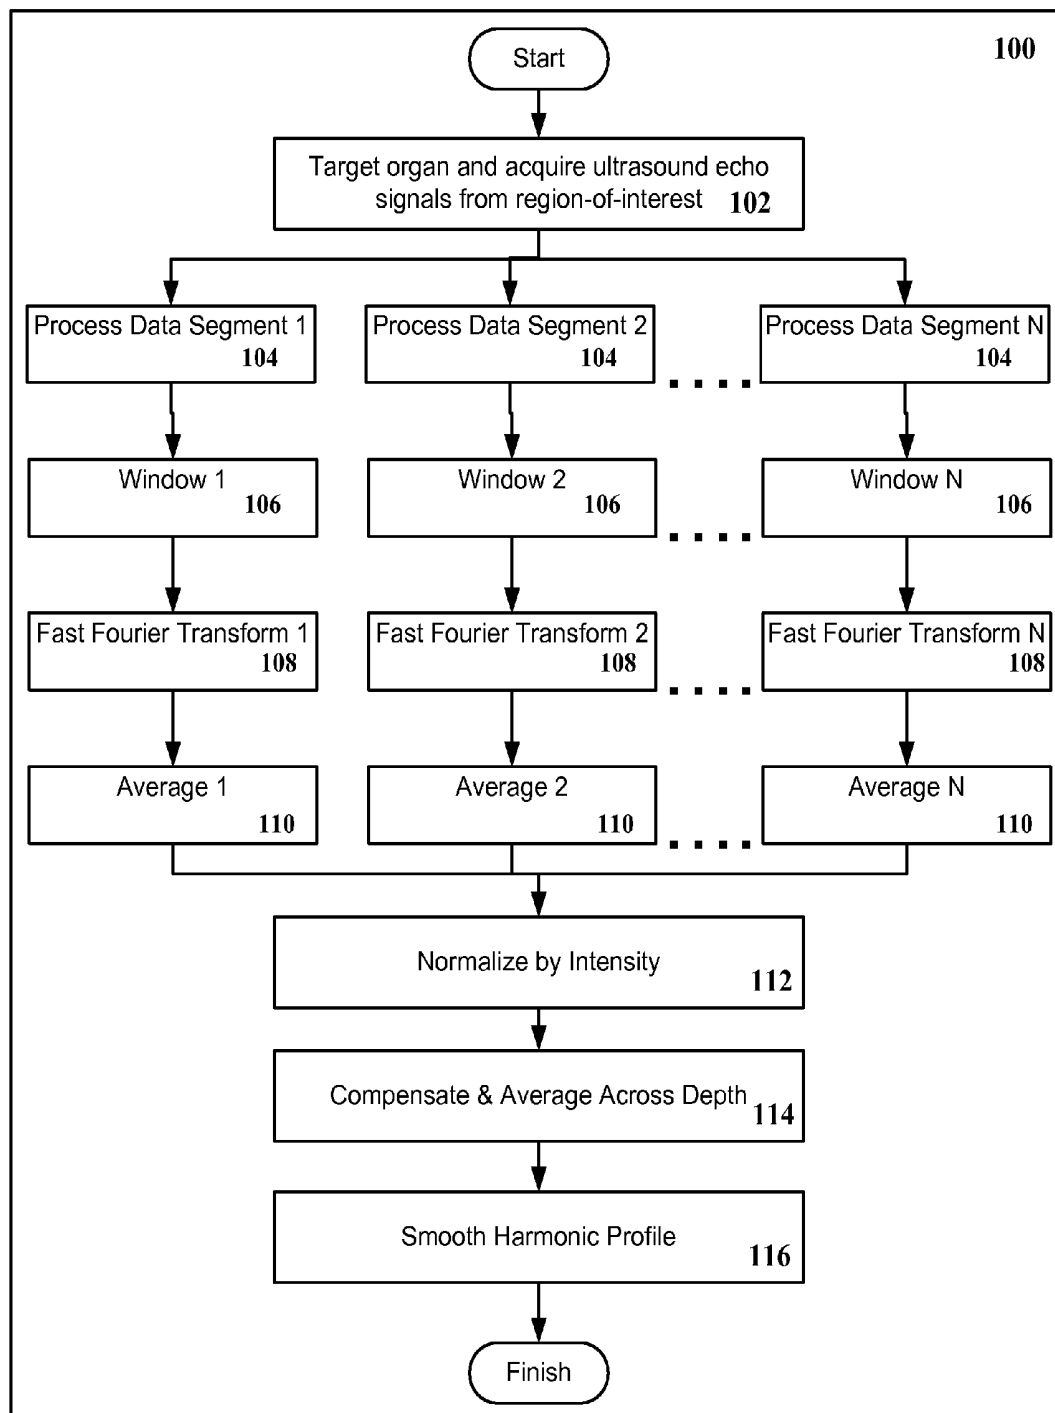 100
Start
Target organ and acquire ultrasound echo
signals from region-of-interest 102
Process Data Segment 1
104
Process Data Segment 2
104
Process Data Segment N
104
Window 1
106
Window 2
106
Window N
106
Fast Fourier Transform 1
108
Fast Fourier Transform 2
108
Fast Fourier Transform N
108
Average 1
110
Average 2
110
Average N
110
Normalize by Intensity
112
Compensate & Average Across Depth
114
Smooth Harmonic Profile
116
Finish